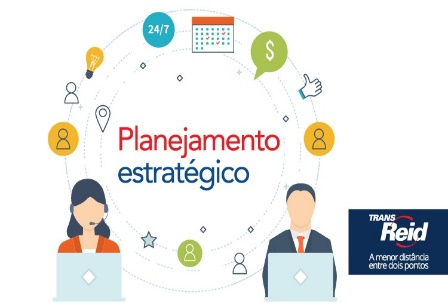 24/7
$
Planejamento
estratégico
TRANS
Reid
A menor distância
entre dois pontos